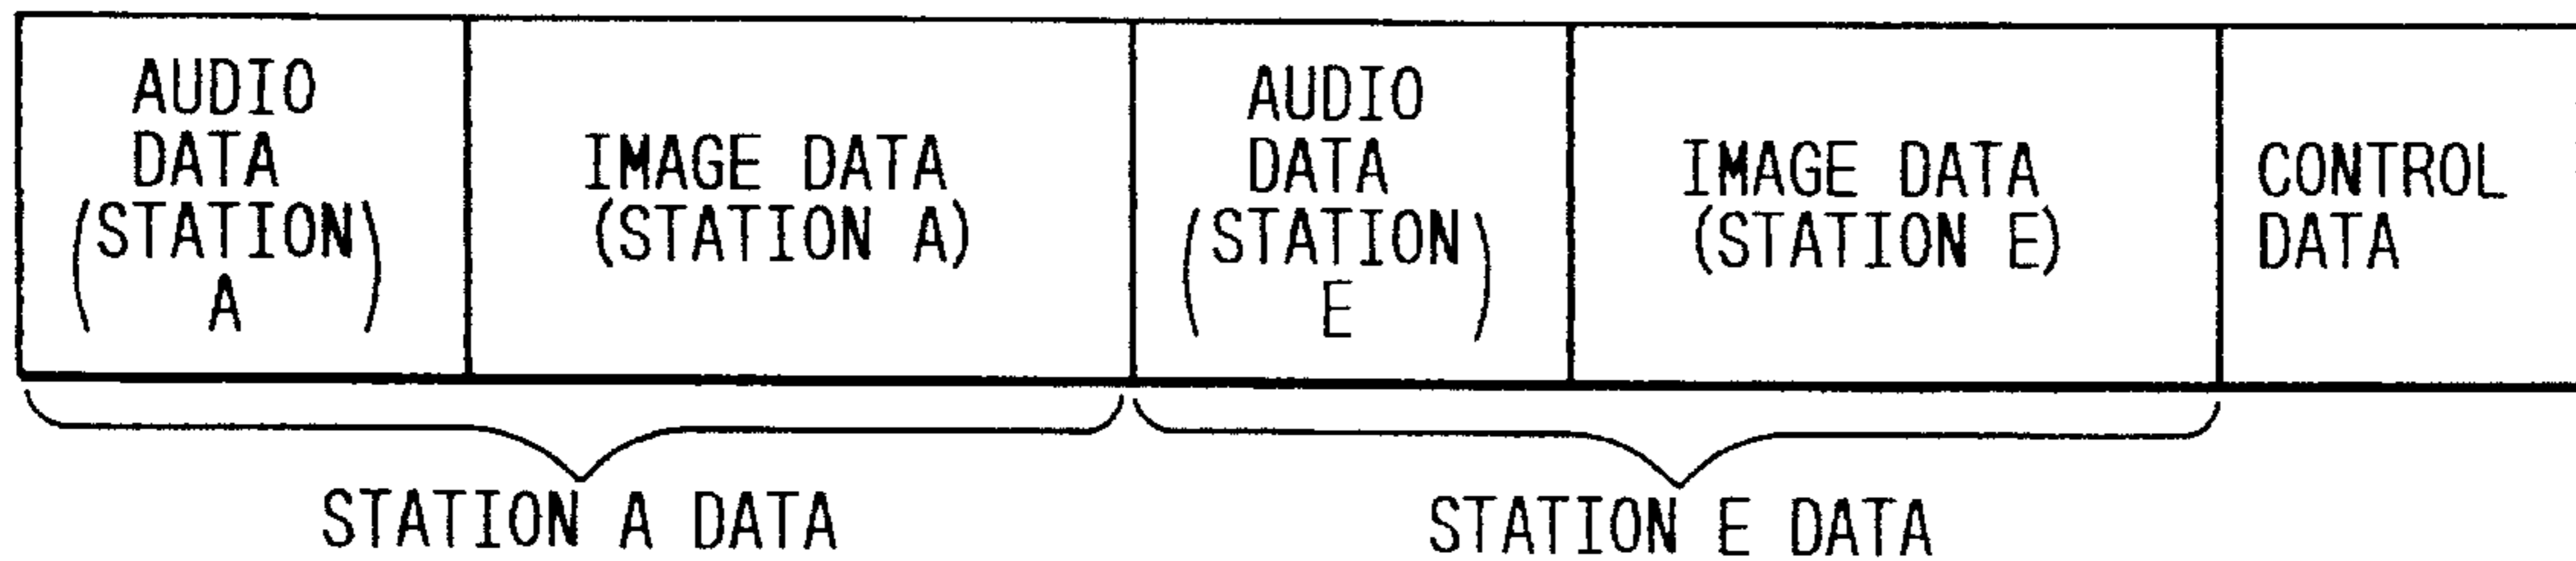 AUDIO
DATA
(STATION
A)
IMAGE DATA
(STATION A)
AUDIO
DATA
(STATION
E)
IMAGE DATA
(STATION E)
CONTROL
DATA
STATION A DATA
STATION E DATA